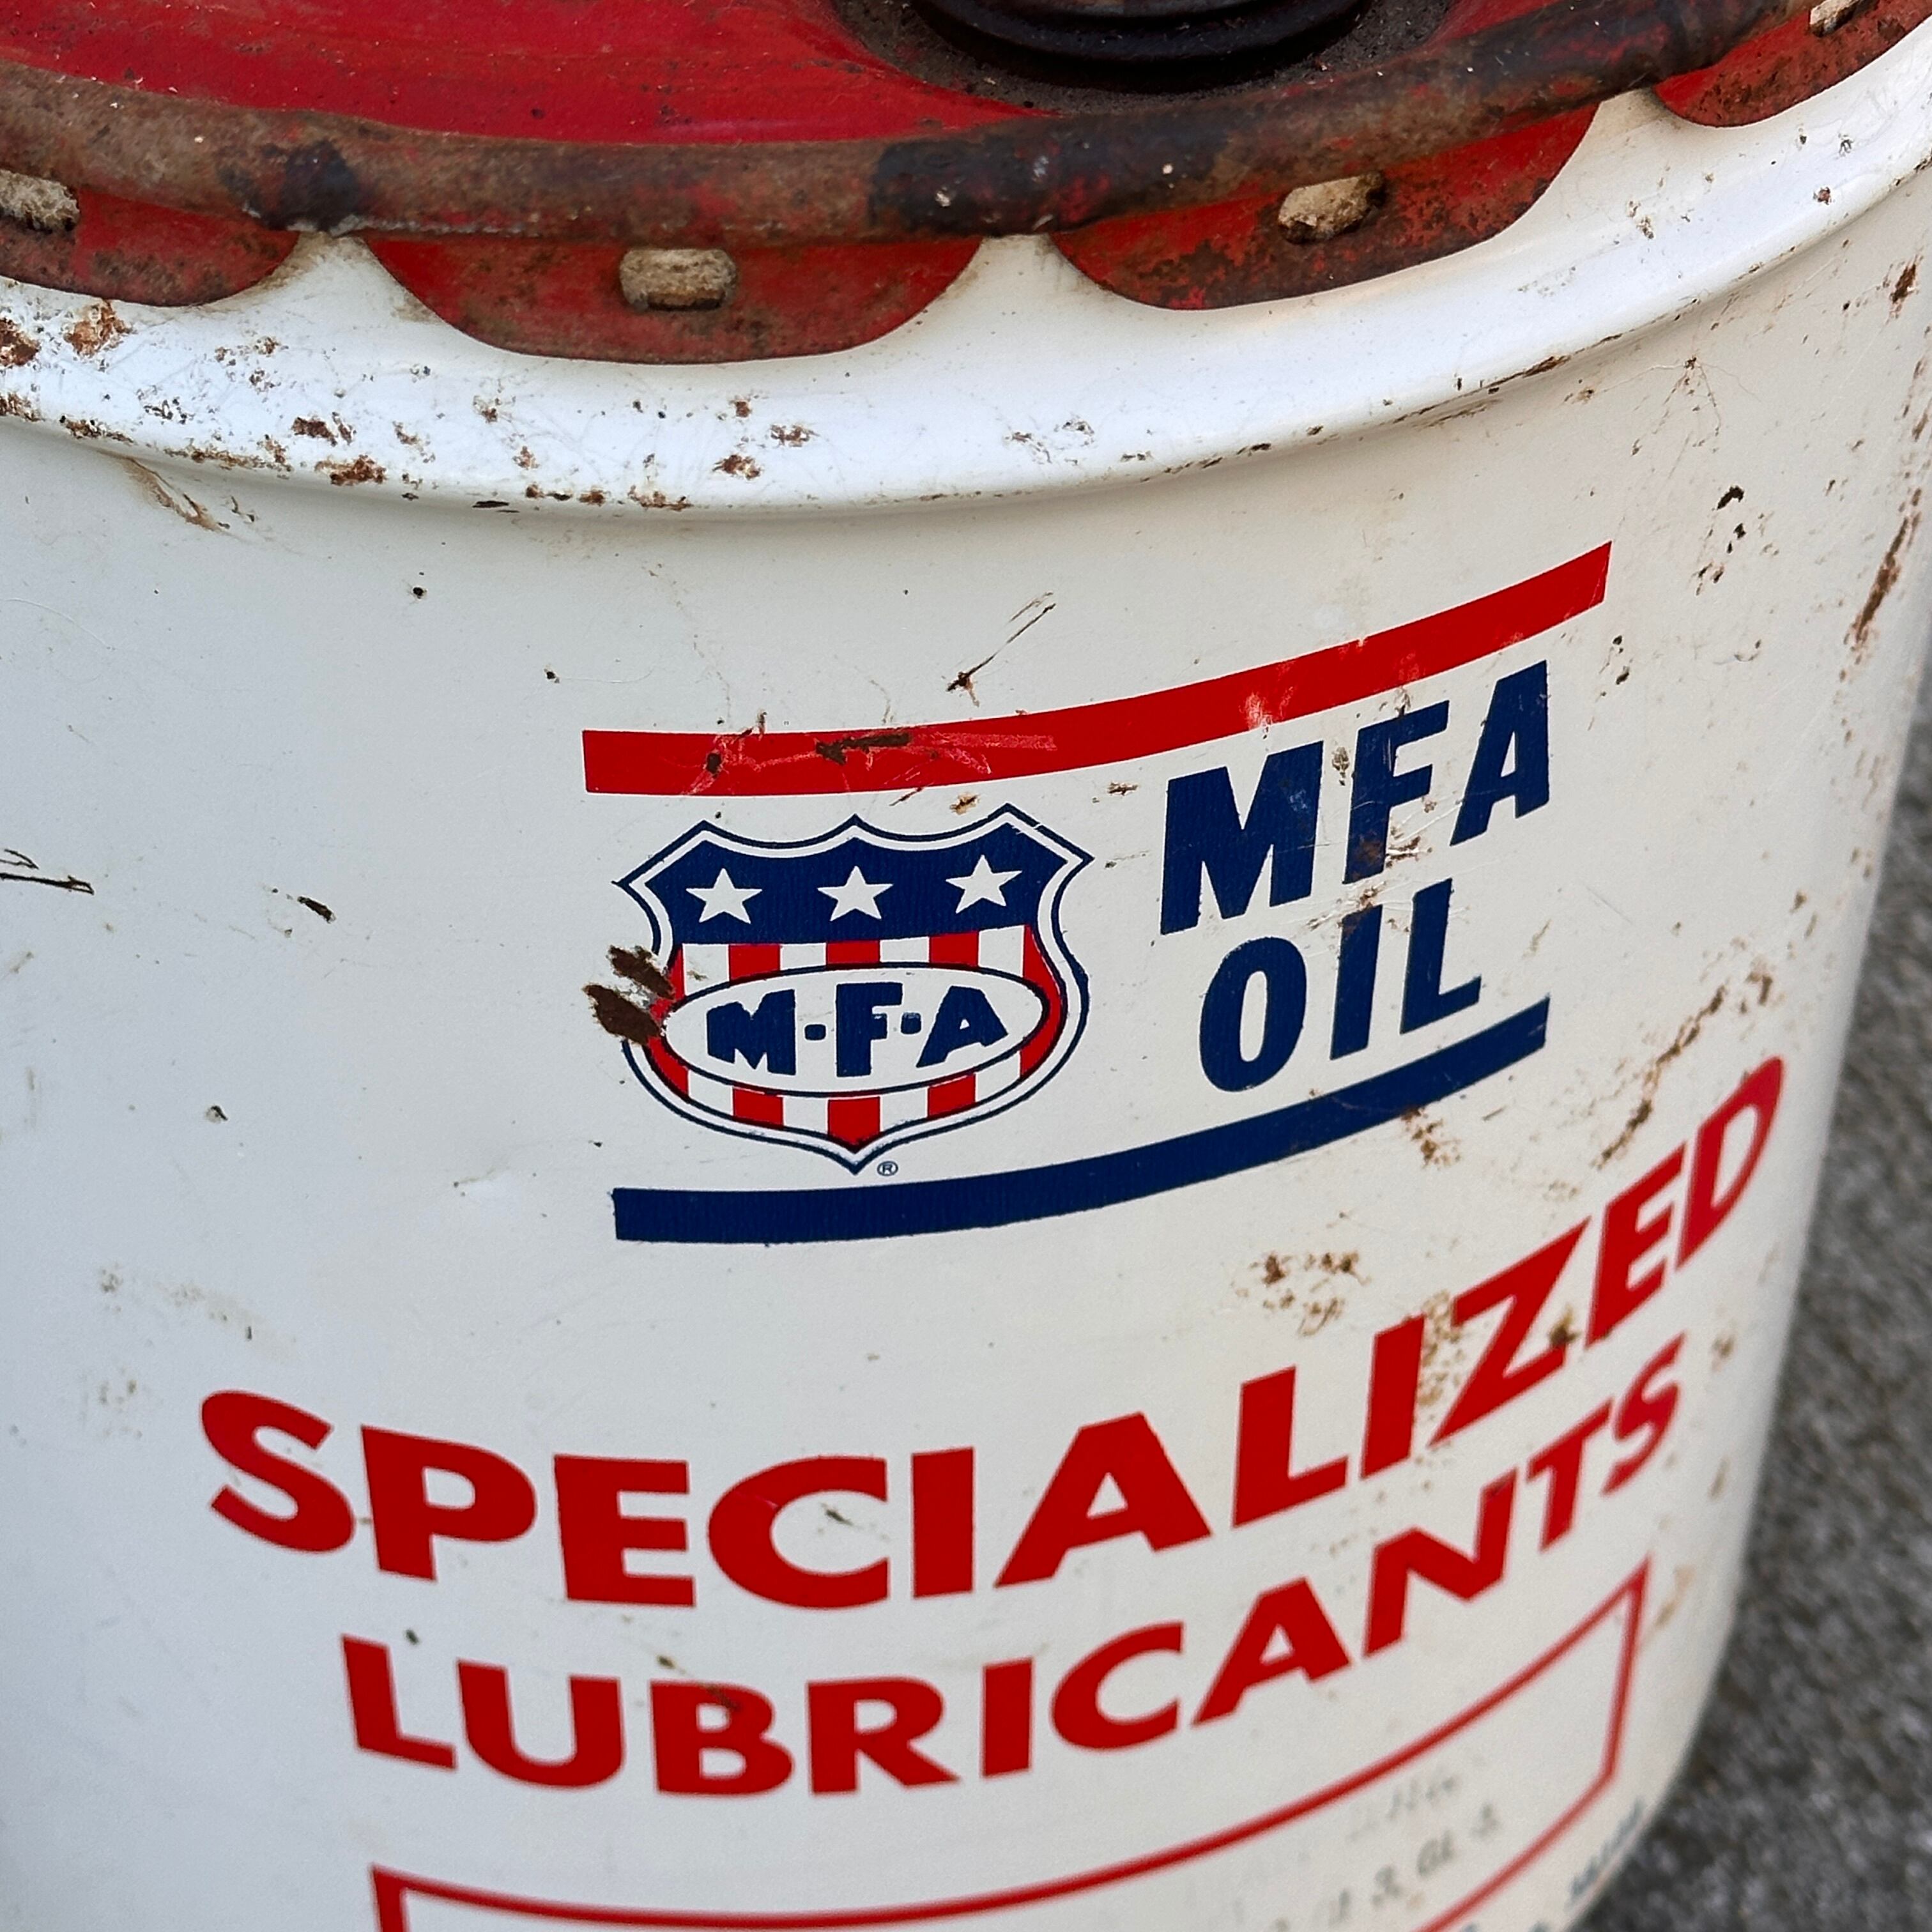 MFA
OIL
M·F·A
®
SPECIALIZED
LUBRICANTS